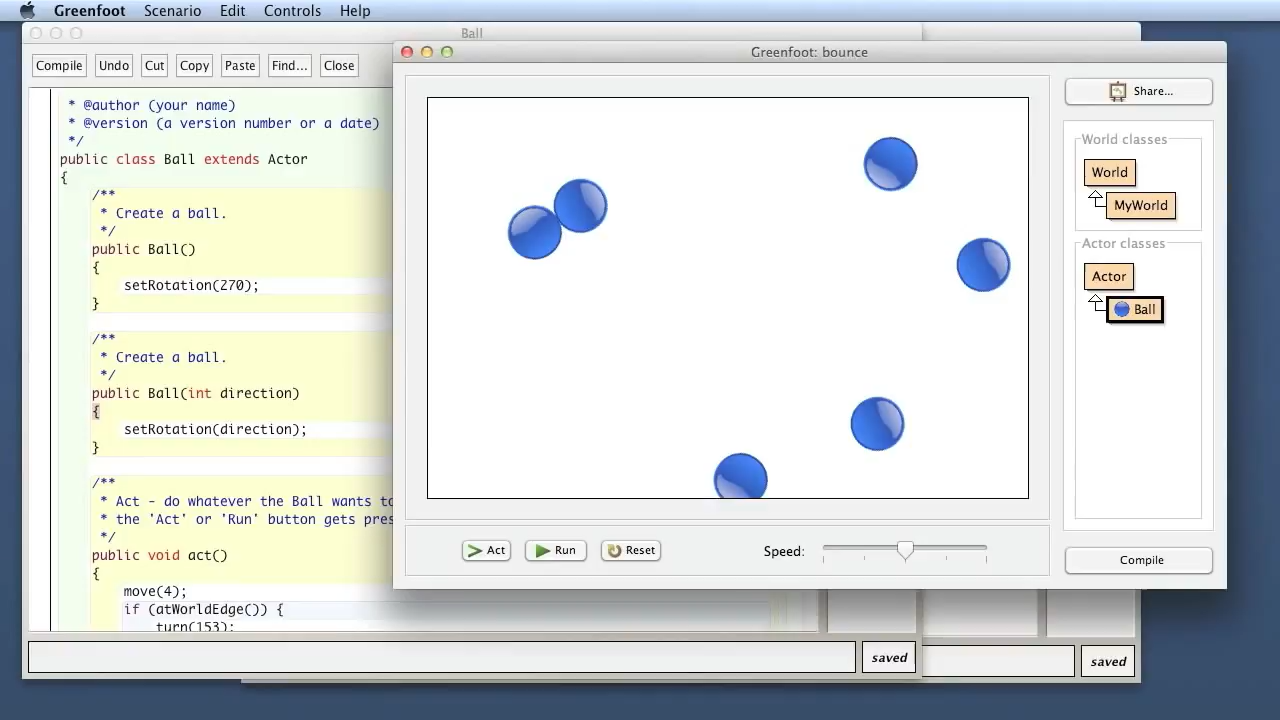 Greenfoot Scenario Edit Controls Help
Ball
Compile Undo Cut Copy Paste Find... Close
* @author (your name)
* @version (a version number or a date)
*/
public class Ball extends Actor
{
/**
* Create a ball.
*/
public Ball()
{
setRotation(270);
}
/**
* Create a ball.
*/
public Ball(int direction)
{
setRotation(direction);
}
/**
* Act - do whatever the Ball wants to
* the 'Act' or 'Run' button gets pres
*/
public void act()
{
move(4);
if (atWorldEdge()) {
turn(153);
saved
saved
Greenfoot: bounce
Share...
World classes
World
MyWorld
Actor classes
Actor
Ball
Act Run Reset Speed:
Compile